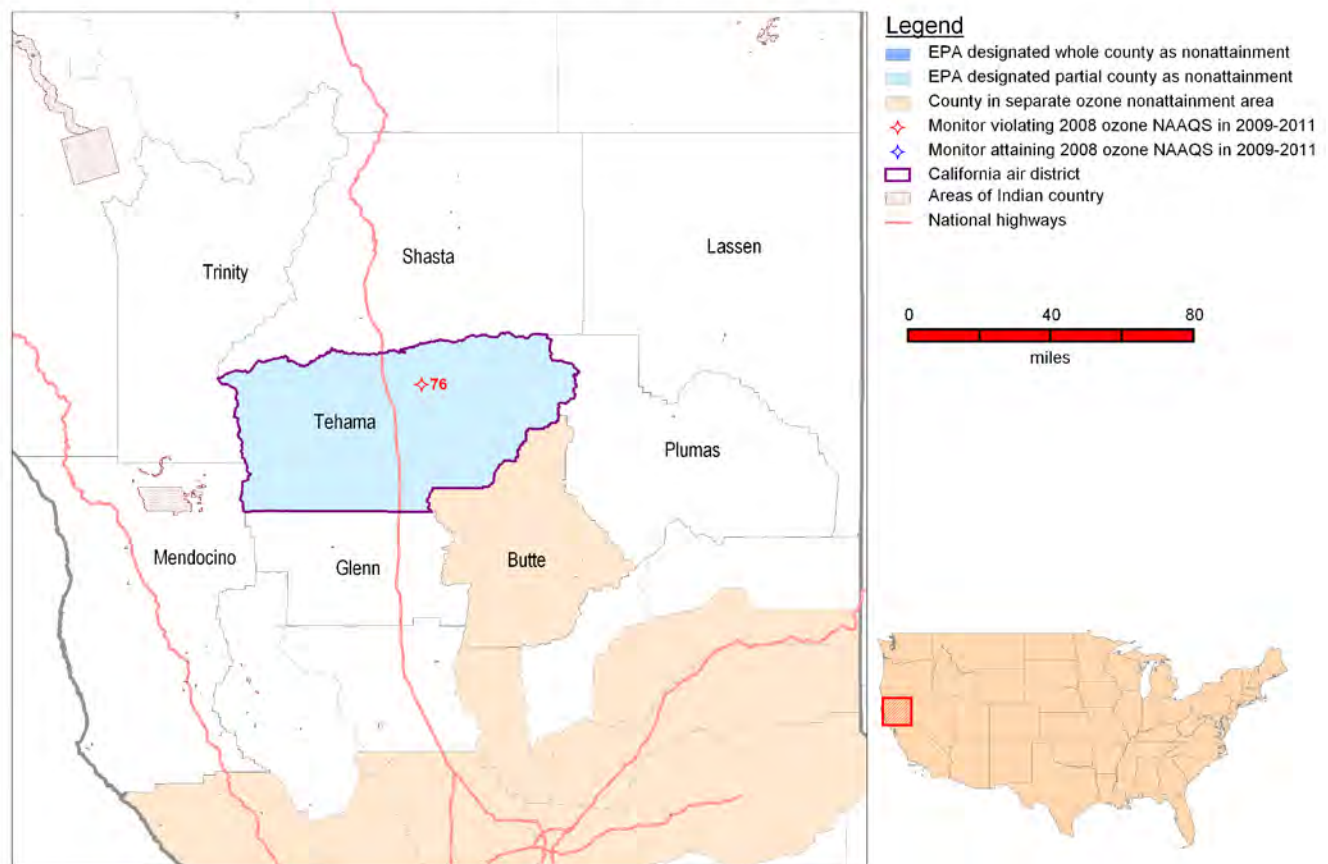 Legend
EPA designated whole county as nonattainment
EPA designated partial county as nonattainment
County in separate ozone nonattainment area
Monitor violating 2008 ozone NAAQS in 2009-2011
Monitor attaining 2008 ozone NAAQS in 2009-2011
California air district
Areas of Indian country
National highways
0 40 80
miles
Trinity
Shasta
Lassen
76
Tehama
Plumas
Mendocino
Glenn
Butte